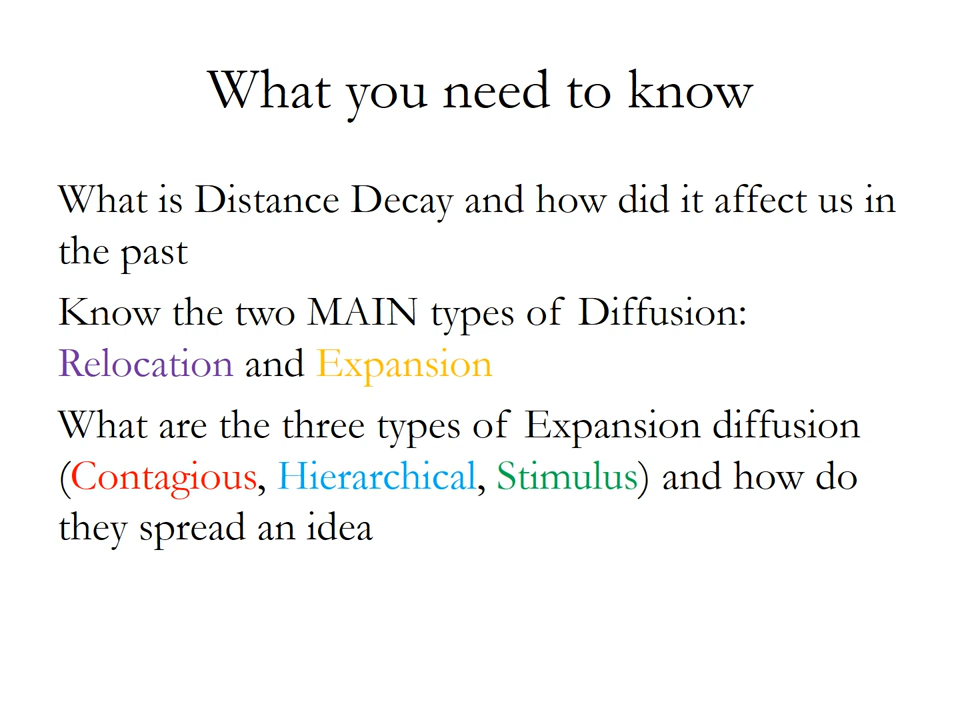 What you need to know
What is Distance Decay and how did it affect us in
the past
Know the two MAIN types of Diffusion:
Relocation and Expansion
What are the three types of Expansion diffusion
(Contagious, Hierarchical, Stimulus) and how do
they spread an idea